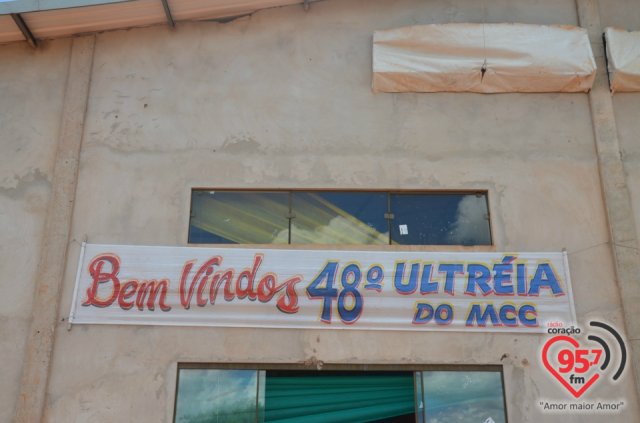 Bem Vindos 48º ULTRÉIA
DO MCC
rádio
coração
95.7
fm
"Amor maior Amor"